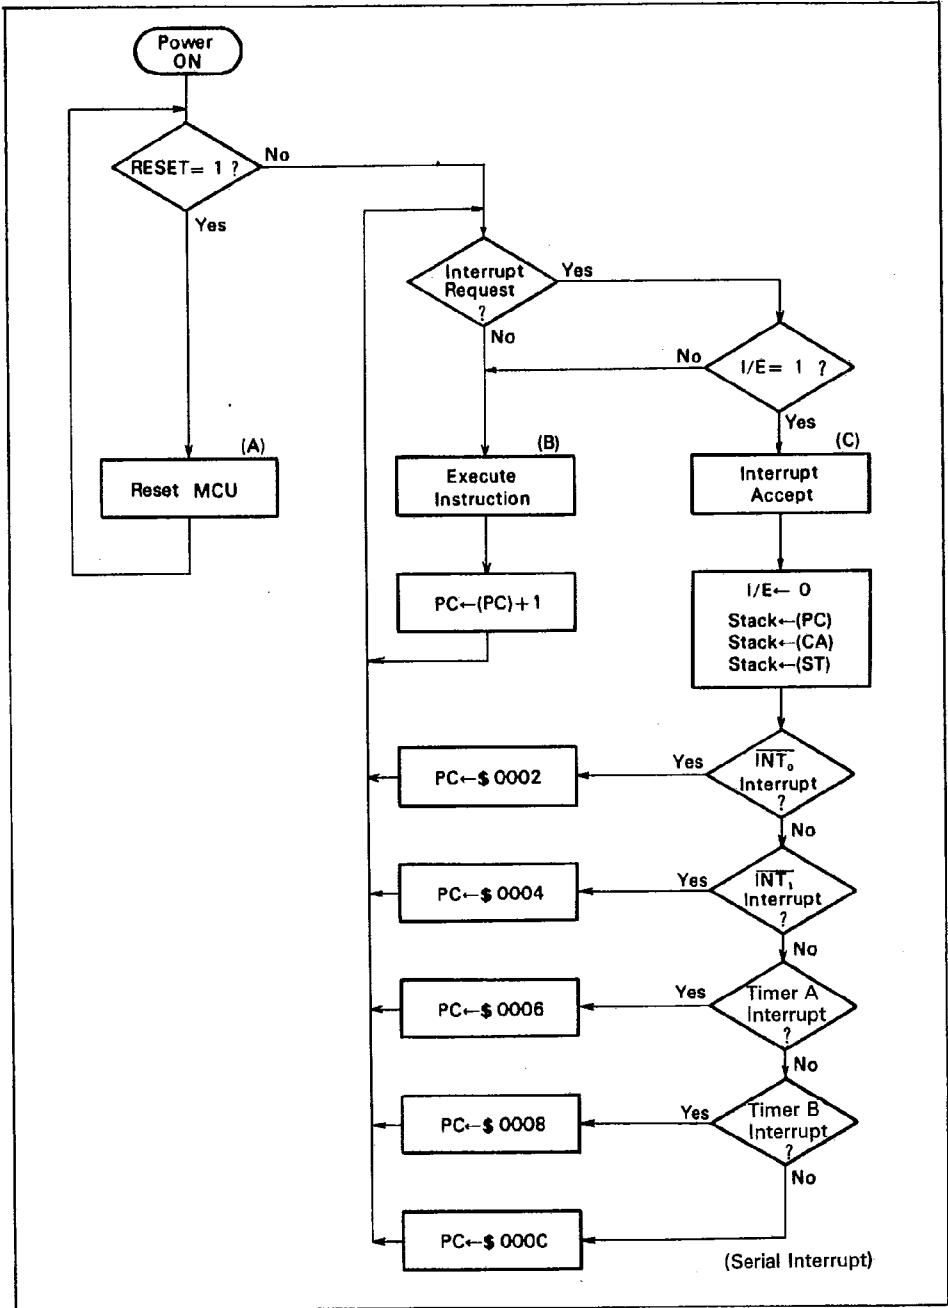 Power
ON
RESET= 1 ?
No
Yes
(A)
Reset MCU
Interrupt
Request
?
Yes
No
I/E= 1 ?
No
Yes
(B)
Execute
Instruction
PC←(PC)+1
(C)
Interrupt
Accept
I/E← 0
Stack←(PC)
Stack←(CA)
Stack←(ST)
I̅N̅T̅₀
Interrupt
?
Yes
PC←$0002
No
I̅N̅T̅₁
Interrupt
?
Yes
PC←$0004
No
Timer A
Interrupt
?
Yes
PC←$0006
No
Timer B
Interrupt
?
Yes
PC←$0008
No
PC←$000C
(Serial Interrupt)